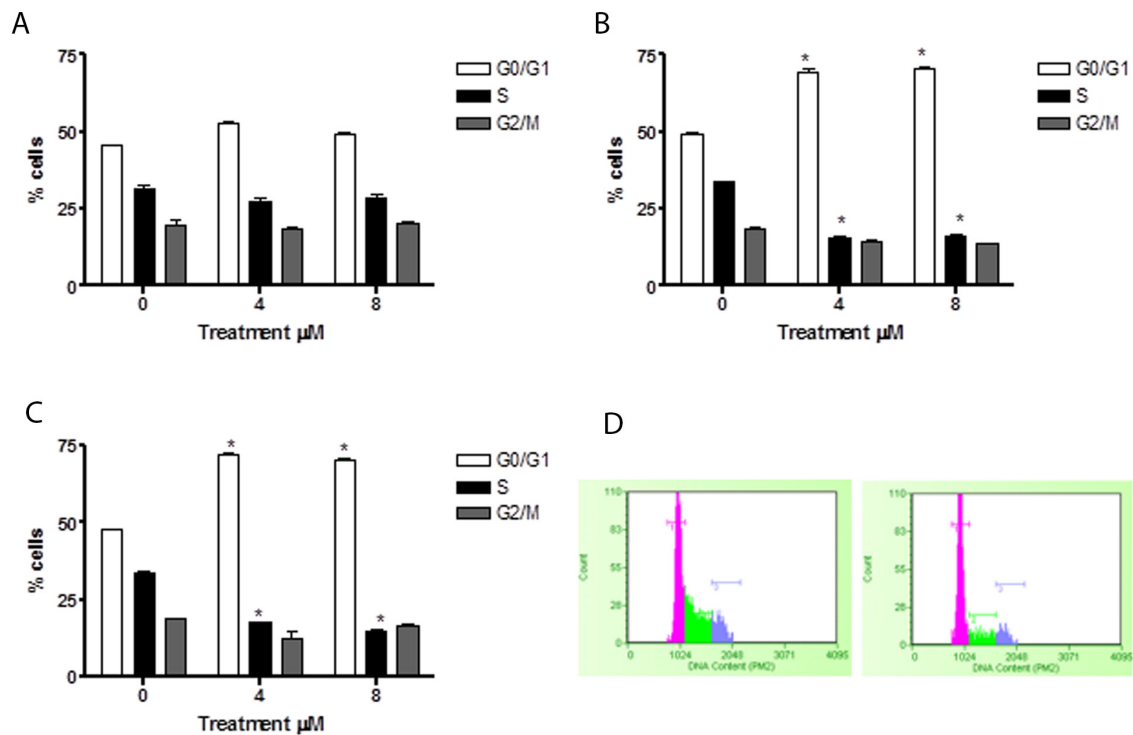 A
75
50
25
0
% cells
0
4
8
Treatment µM
G0/G1
S
G2/M
B
75
50
25
0
% cells
0
4
8
Treatment µM
G0/G1
S
G2/M
*
*
*
*
C
75
50
25
0
% cells
0
4
8
Treatment µM
G0/G1
S
G2/M
*
*
*
*
D
110
83
55
28
0
Count
0
1024
2048
3071
4095
DNA Content (PM2)
110
83
55
28
0
Count
0
1024
2048
3071
4095
DNA Content (PM2)